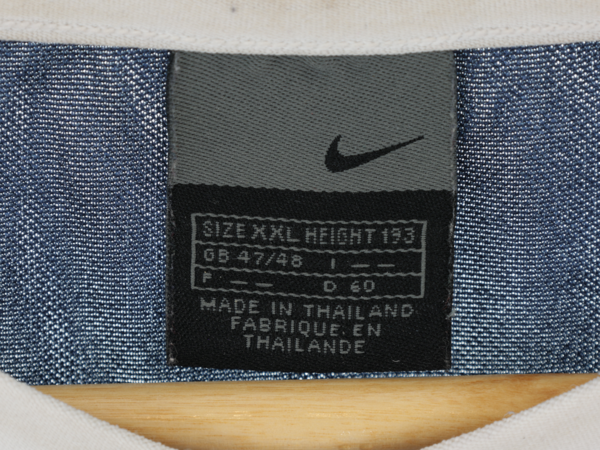 SIZE XXL HEIGHT 193
GB 47/48 I — —
F — — D 60
MADE IN THAILAND
FABRIQUE. EN
THAILANDE